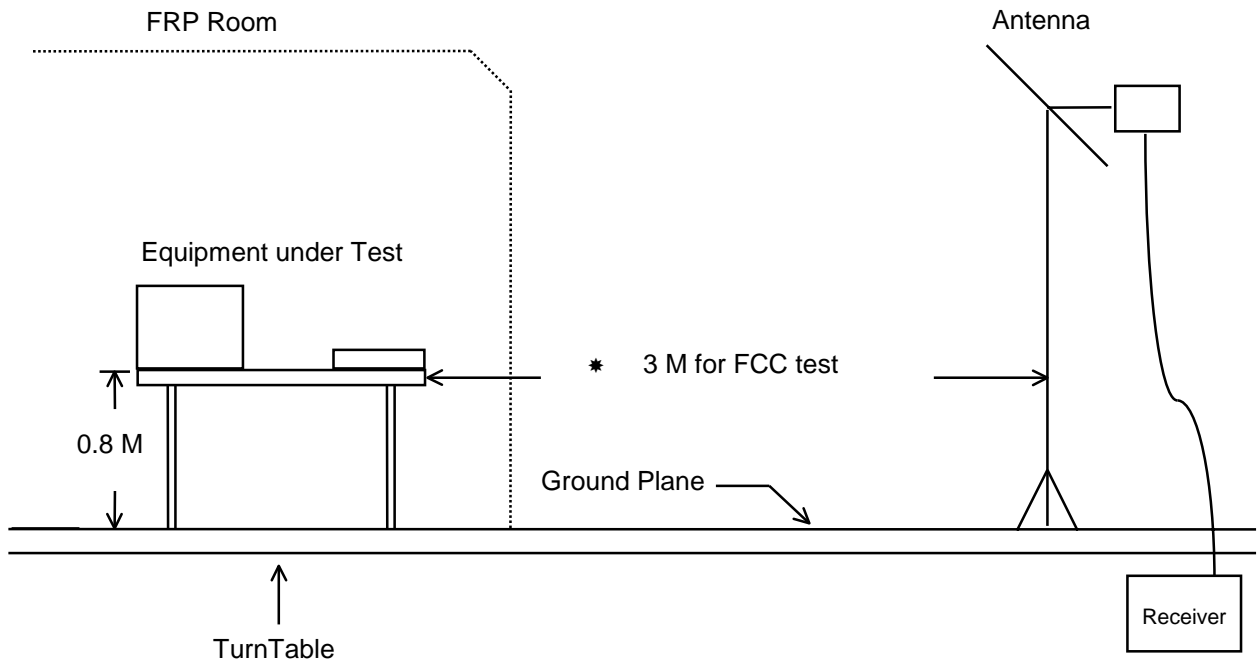 FRP Room
Antenna
Equipment under Test
✷ 3 M for FCC test
0.8 M
Ground Plane
Receiver
TurnTable